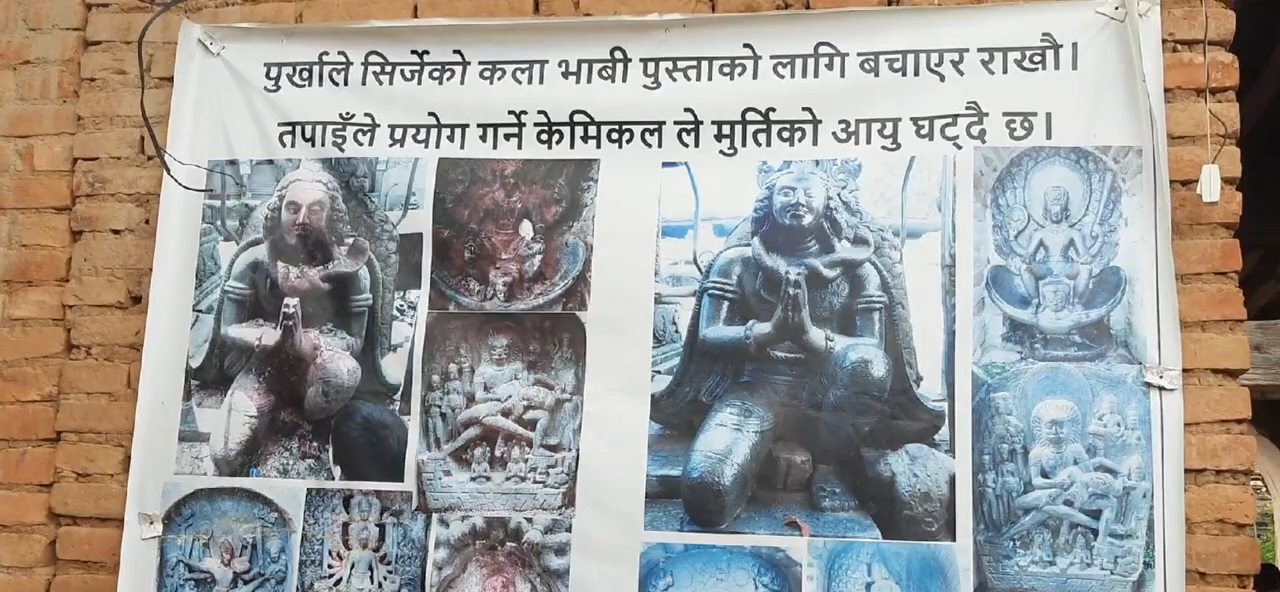 पुर्खाले सिर्जेको कला भाबी पुस्ताको लागि बचाएर राखौ।
तपाइँले प्रयोग गर्ने केमिकल ले मुर्तिको आयु घट्दै छ।